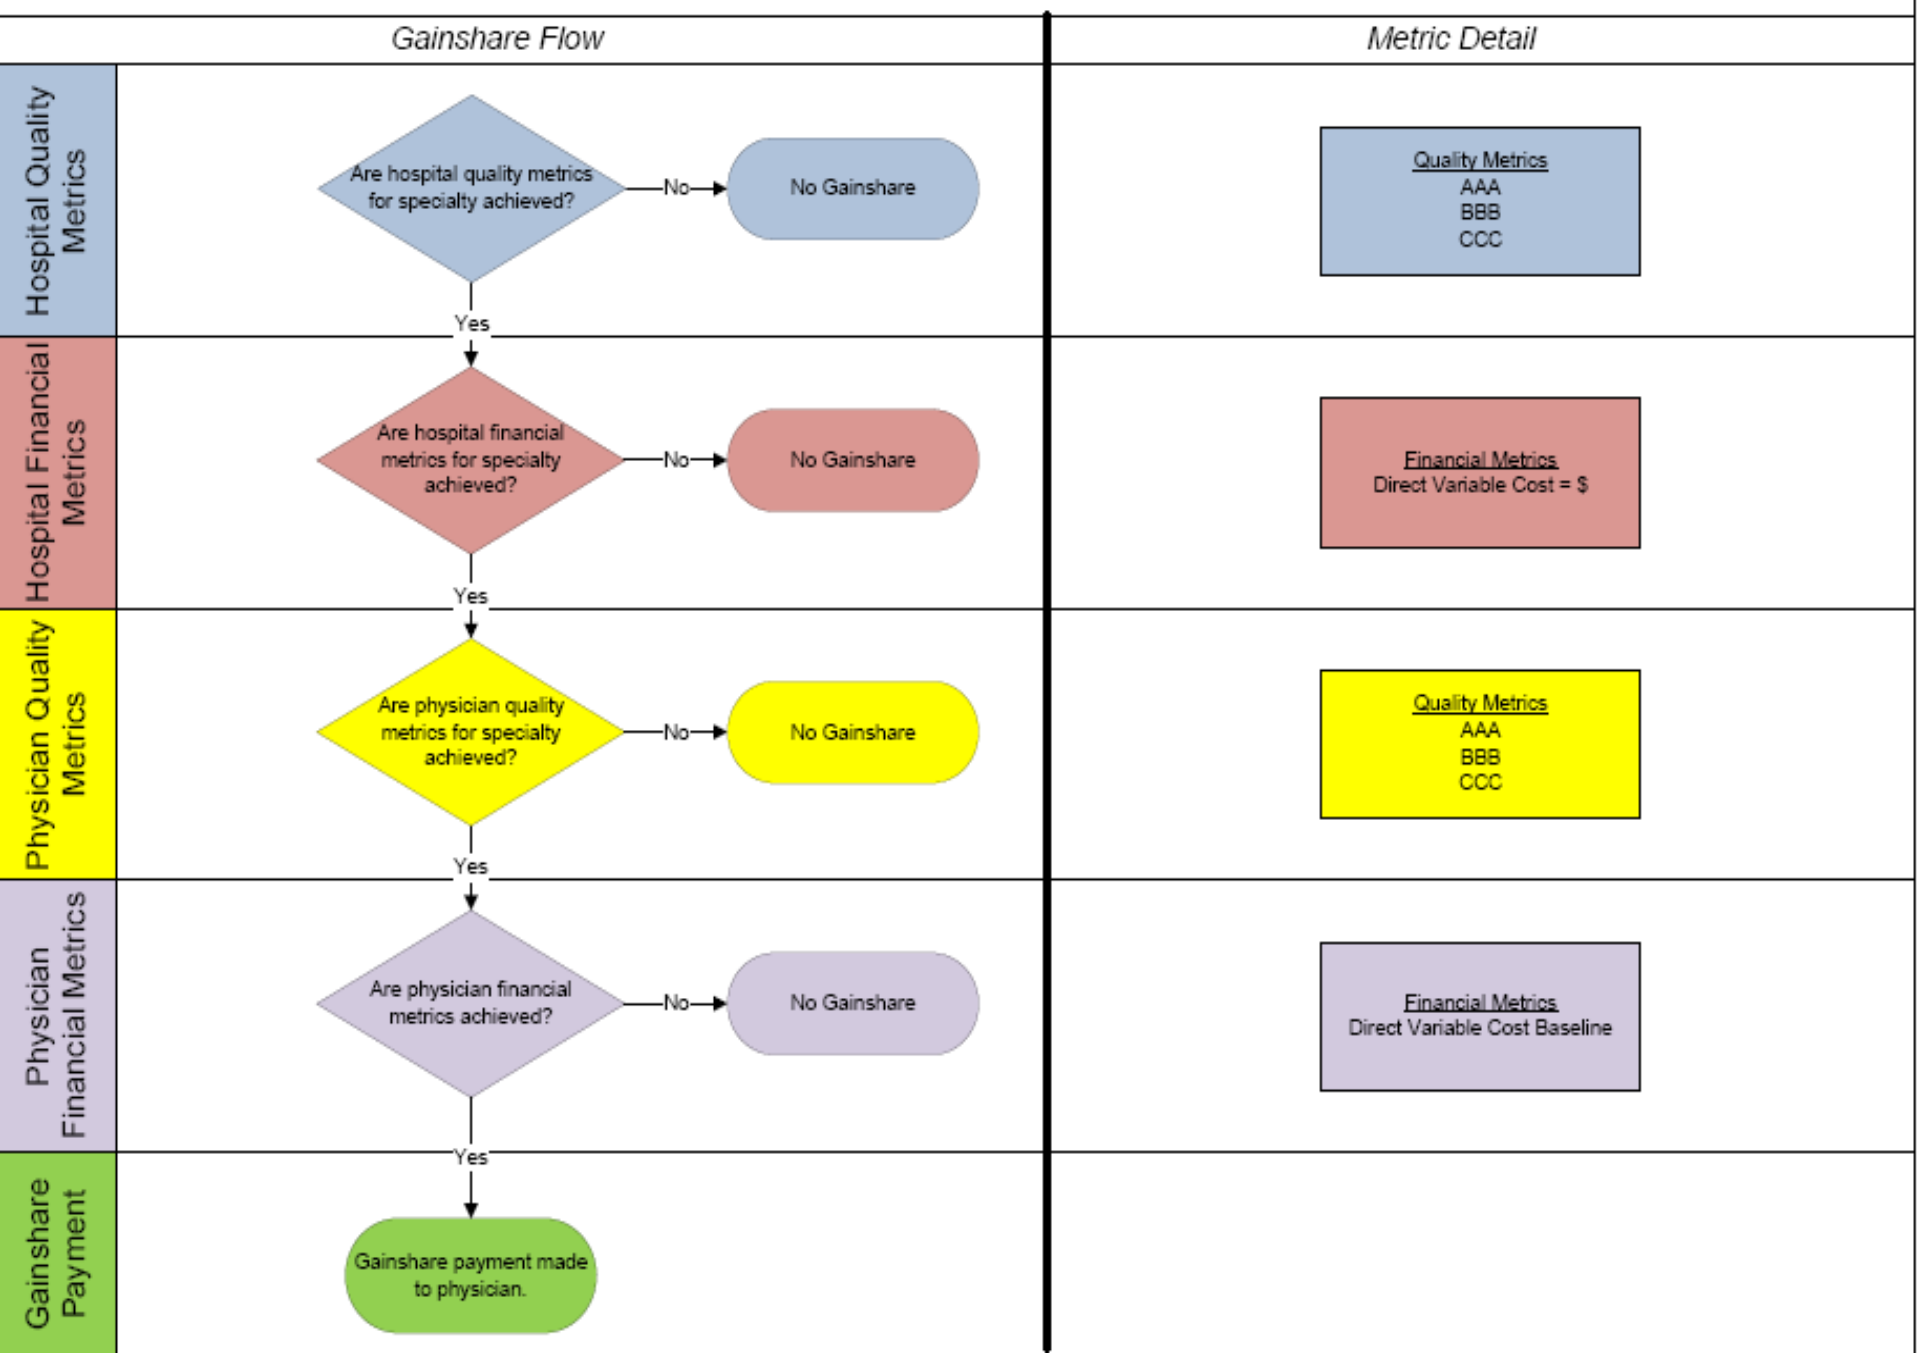 Gainshare Flow
Metric Detail
Hospital Quality
Metrics
Are hospital quality metrics
for specialty achieved?
No
No Gainshare
Quality Metrics
AAA
BBB
CCC
Yes
Hospital Financial
Metrics
Are hospital financial
metrics for specialty
achieved?
No
No Gainshare
Financial Metrics
Direct Variable Cost = $
Yes
Physician Quality
Metrics
Are physician quality
metrics for specialty
achieved?
No
No Gainshare
Quality Metrics
AAA
BBB
CCC
Yes
Physician
Financial Metrics
Are physician financial
metrics achieved?
No
No Gainshare
Financial Metrics
Direct Variable Cost Baseline
Yes
Gainshare
Payment
Gainshare payment made
to physician.